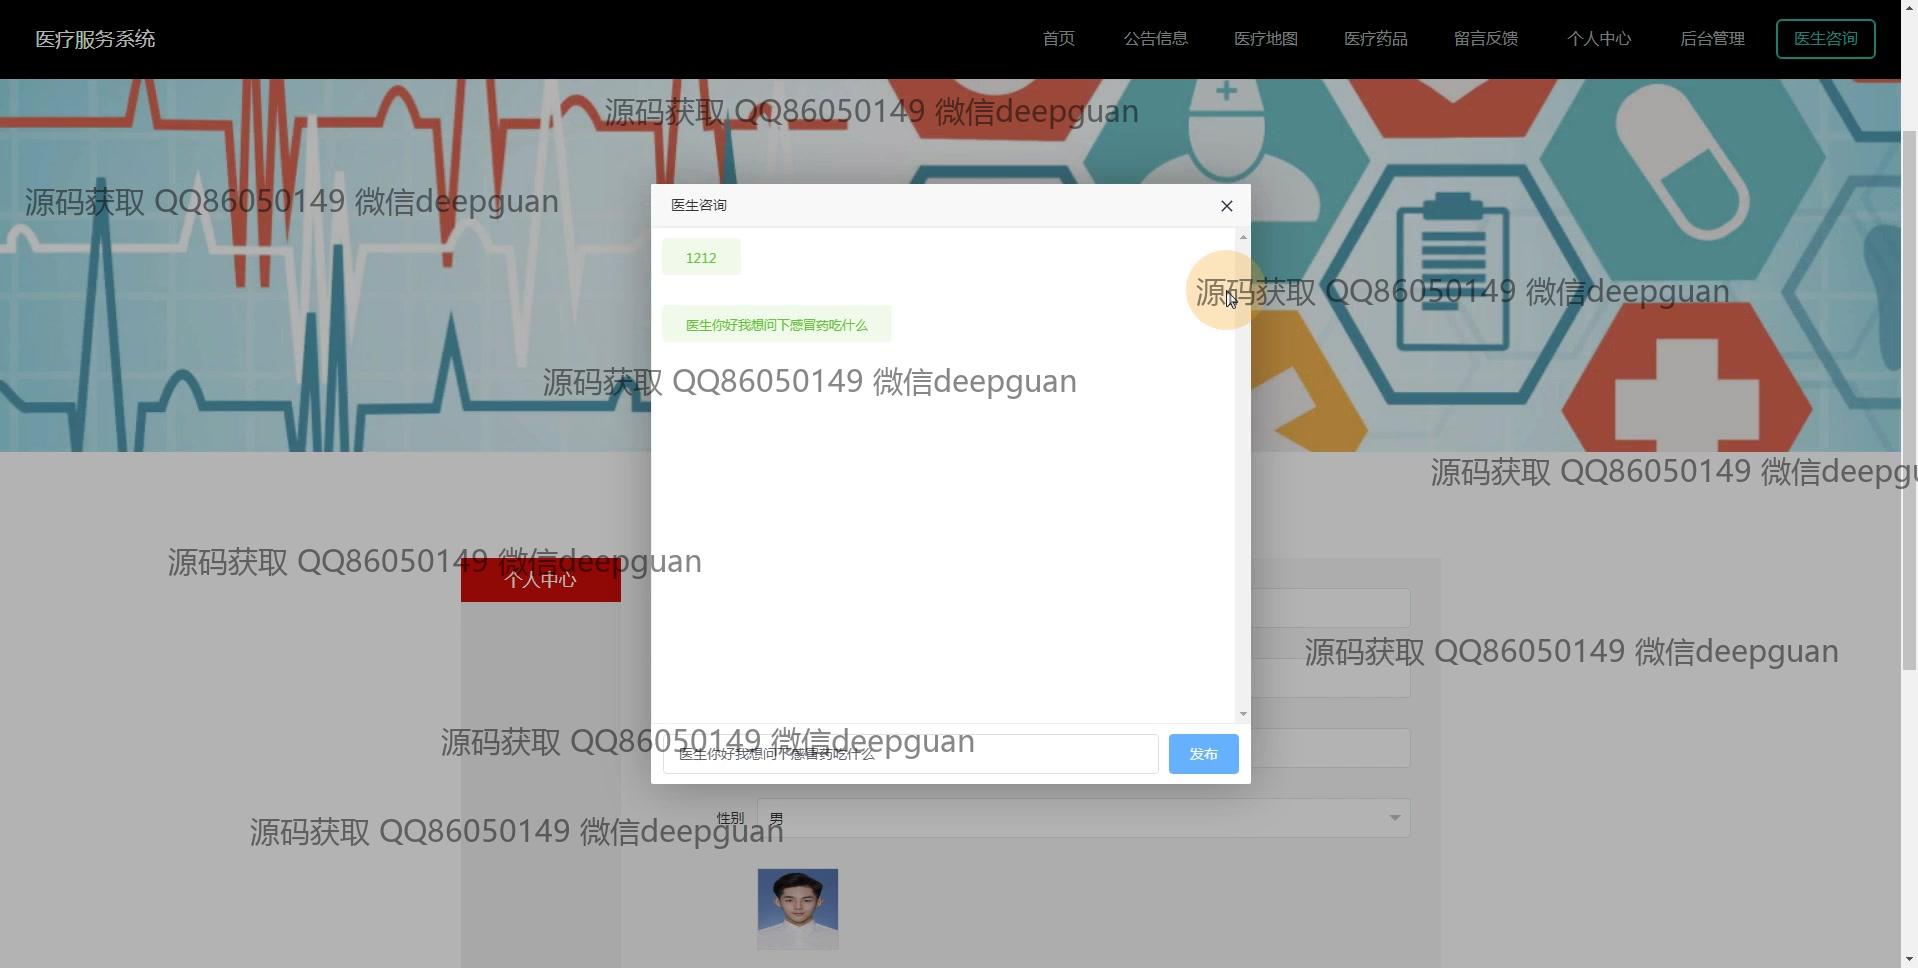 医疗服务系统
首页 公告信息 医疗地图 医疗药品 留言反馈 个人中心 后台管理 医生咨询
源码获取 QQ86050149 微信deepguan
源码获取 QQ86050149 微信deepguan
医生咨询
1212
源码获取 QQ86050149 微信deepguan
医生你好我想问下感冒药吃什么
源码获取 QQ86050149 微信deepguan
源码获取 QQ86050149 微信deepgu
源码获取 QQ86050149 微信deepguan
个人中心
源码获取 QQ86050149 微信deepguan
源码获取 QQ86050149 微信deepguan
医生你好我想问下感冒药吃什么 发布
性别 男
源码获取 QQ86050149 微信deepguan